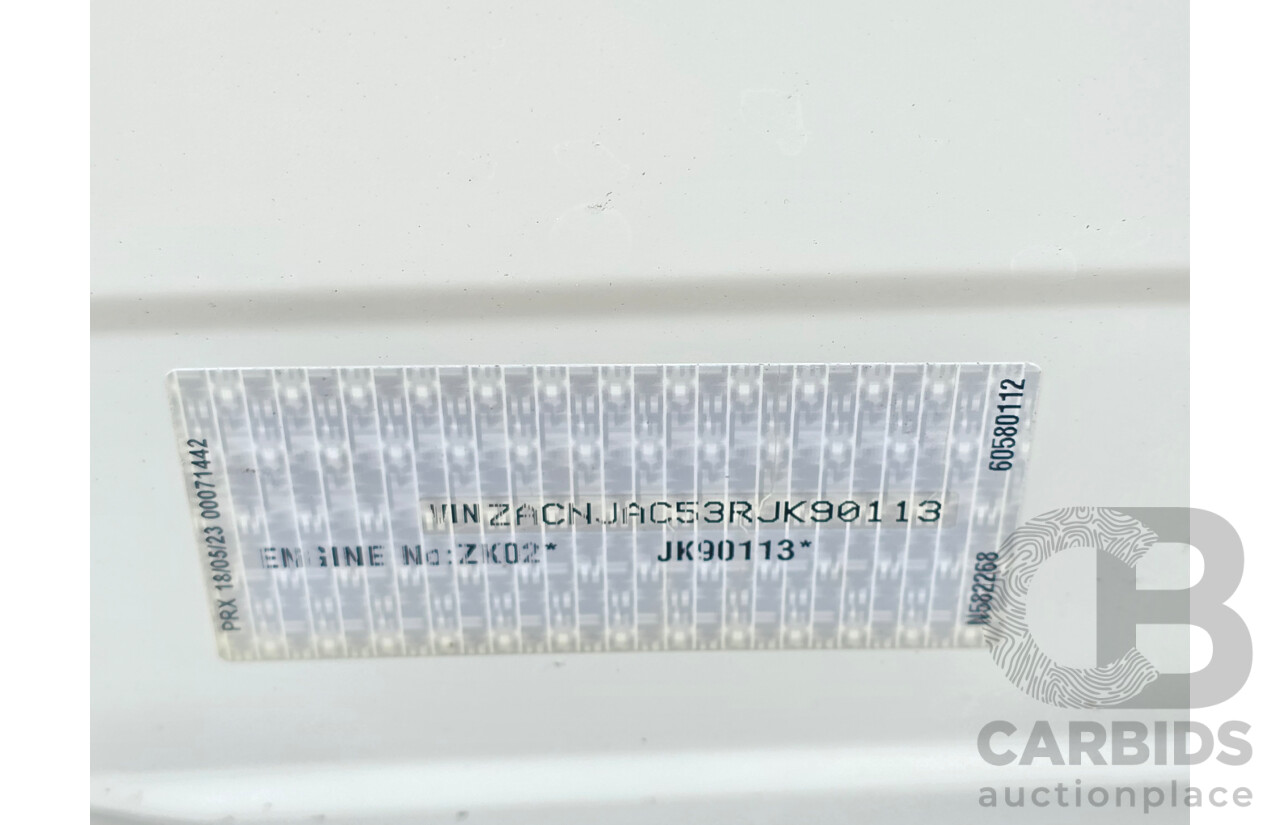 PRX 18/05/23 00071442
VIN ZACNJAC53RJK90113
ENGINE No:ZK02* JK90113*
60580112
N582268
CARBIDS
auctionplace